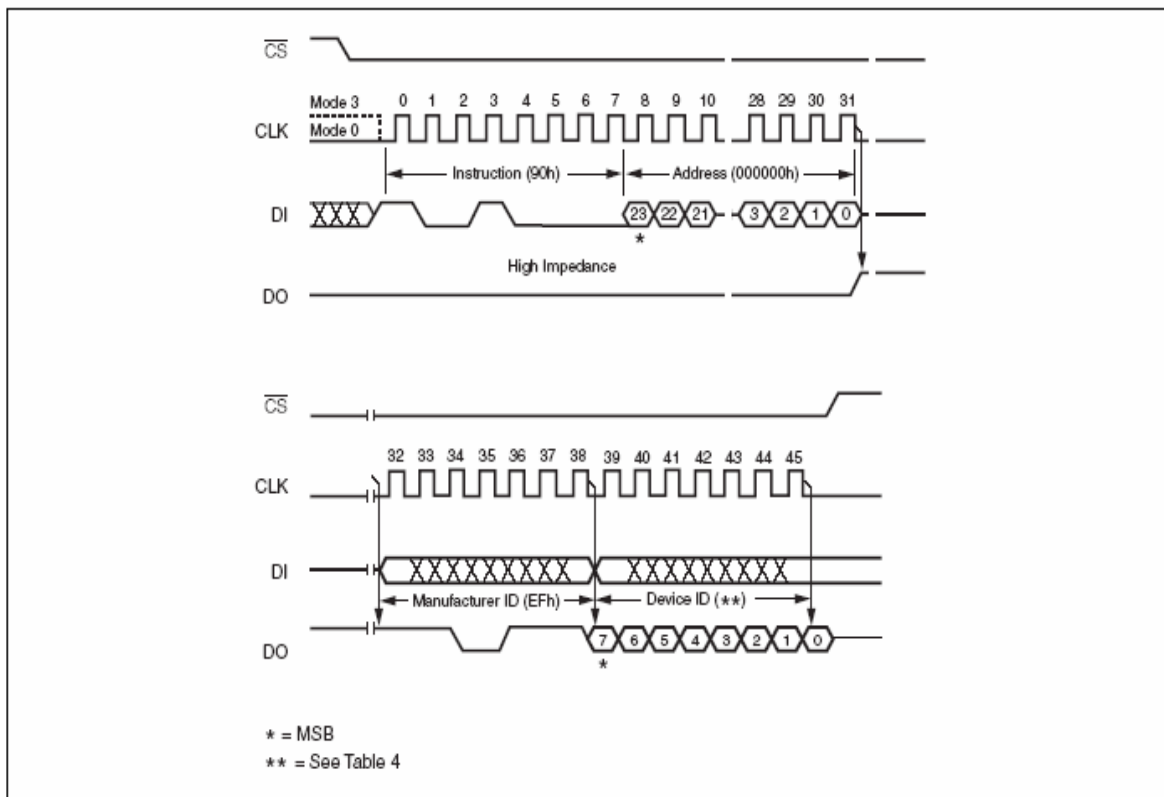 CS
Mode 3 0 1 2 3 4 5 6 7 8 9 10 28 29 30 31
CLK Mode 0
Instruction (90h) Address (000000h)
DI 23 22 21 3 2 1 0
*
High Impedance
DO
CS
32 33 34 35 36 37 38 39 40 41 42 43 44 45
CLK
DI
Manufacturer ID (EFh) Device ID (**)
DO 7 6 5 4 3 2 1 0
*
* = MSB
** = See Table 4